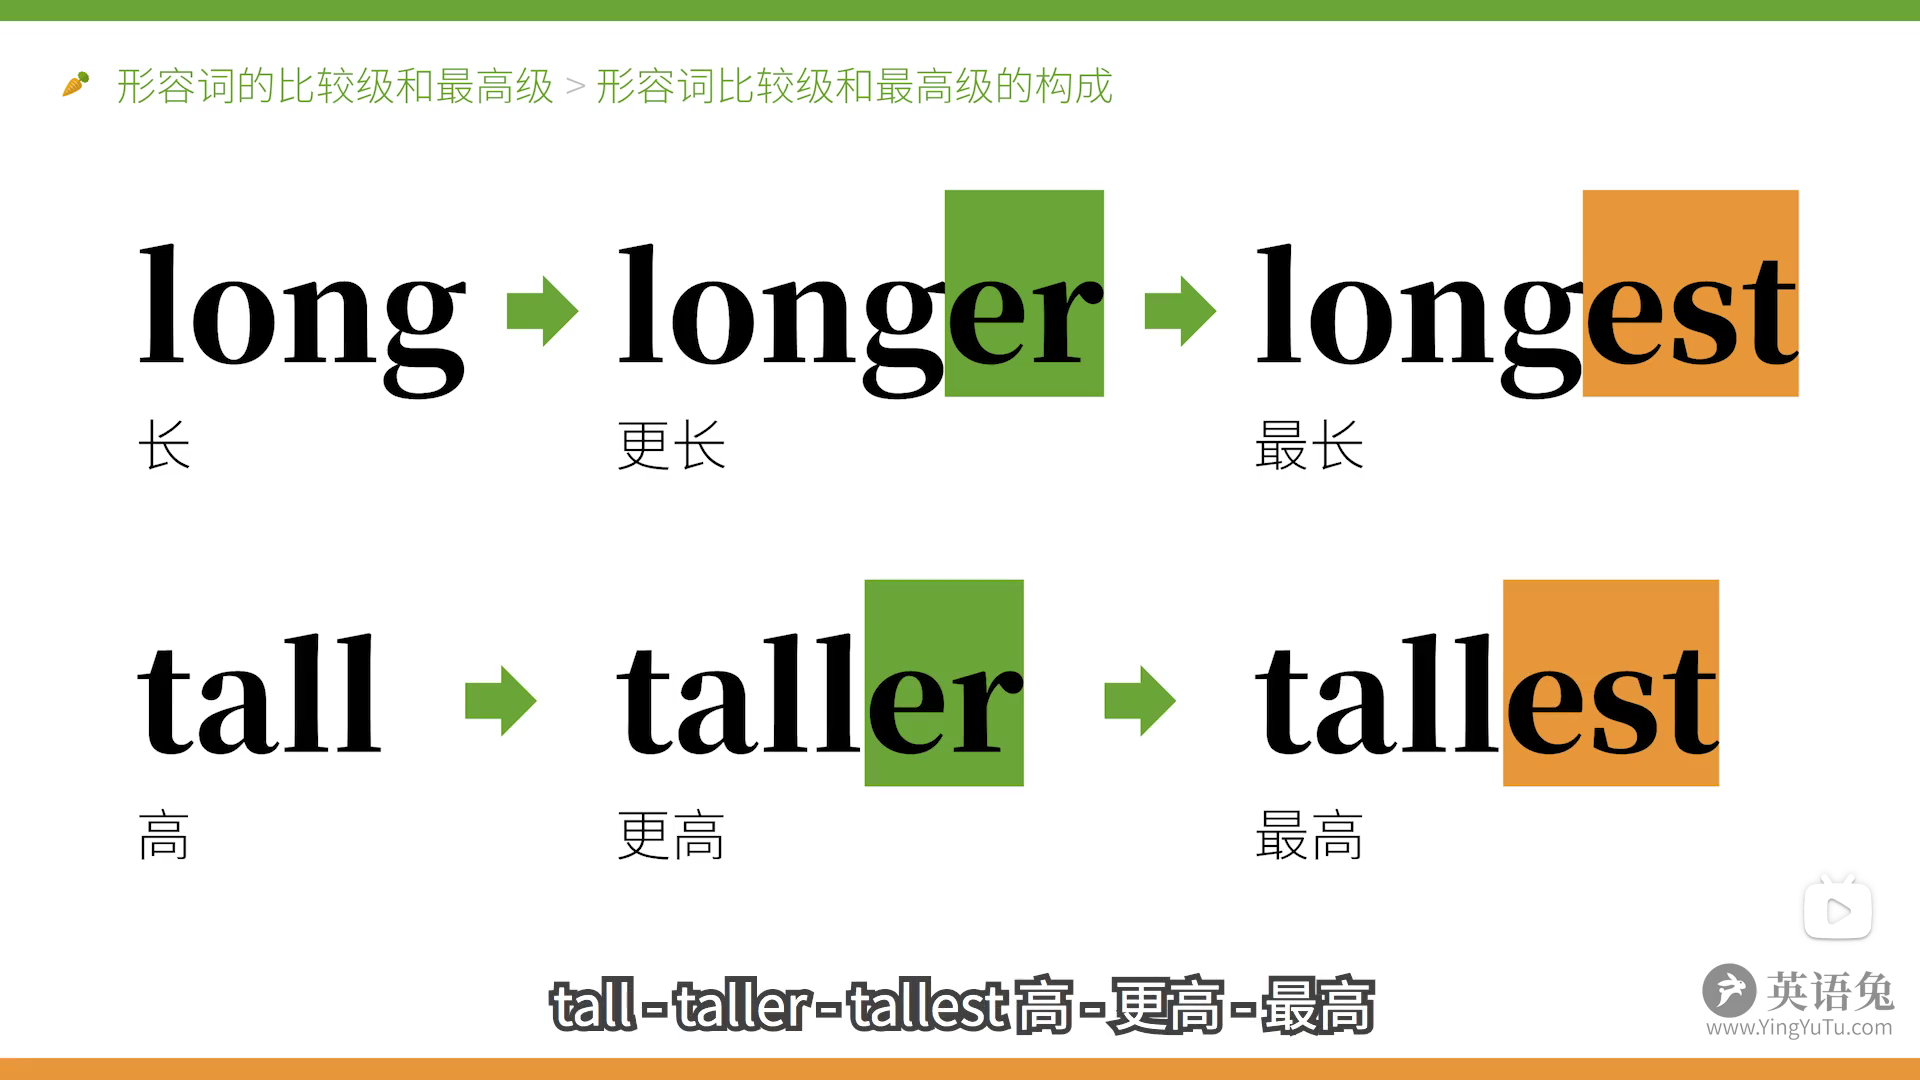 形容词的比较级和最高级 > 形容词比较级和最高级的构成
long longer longest
长 更长 最长
tall taller tallest
高 更高 最高
tall - taller - tallest 高 - 更高 - 最高
英语兔
www.YingYuTu.com